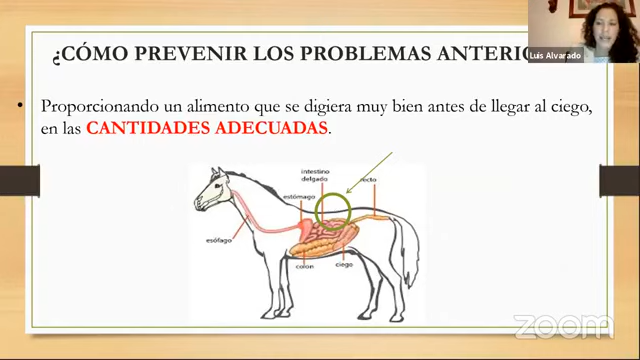 ¿CÓMO PREVENIR LOS PROBLEMAS
Luis Alvarado
• Proporcionando un alimento que se digiera muy bien antes de llegar al ciego,
en las CANTIDADES ADECUADAS.
intestino
delgado
recto
estómago
esófago
colon
ciego
zoom